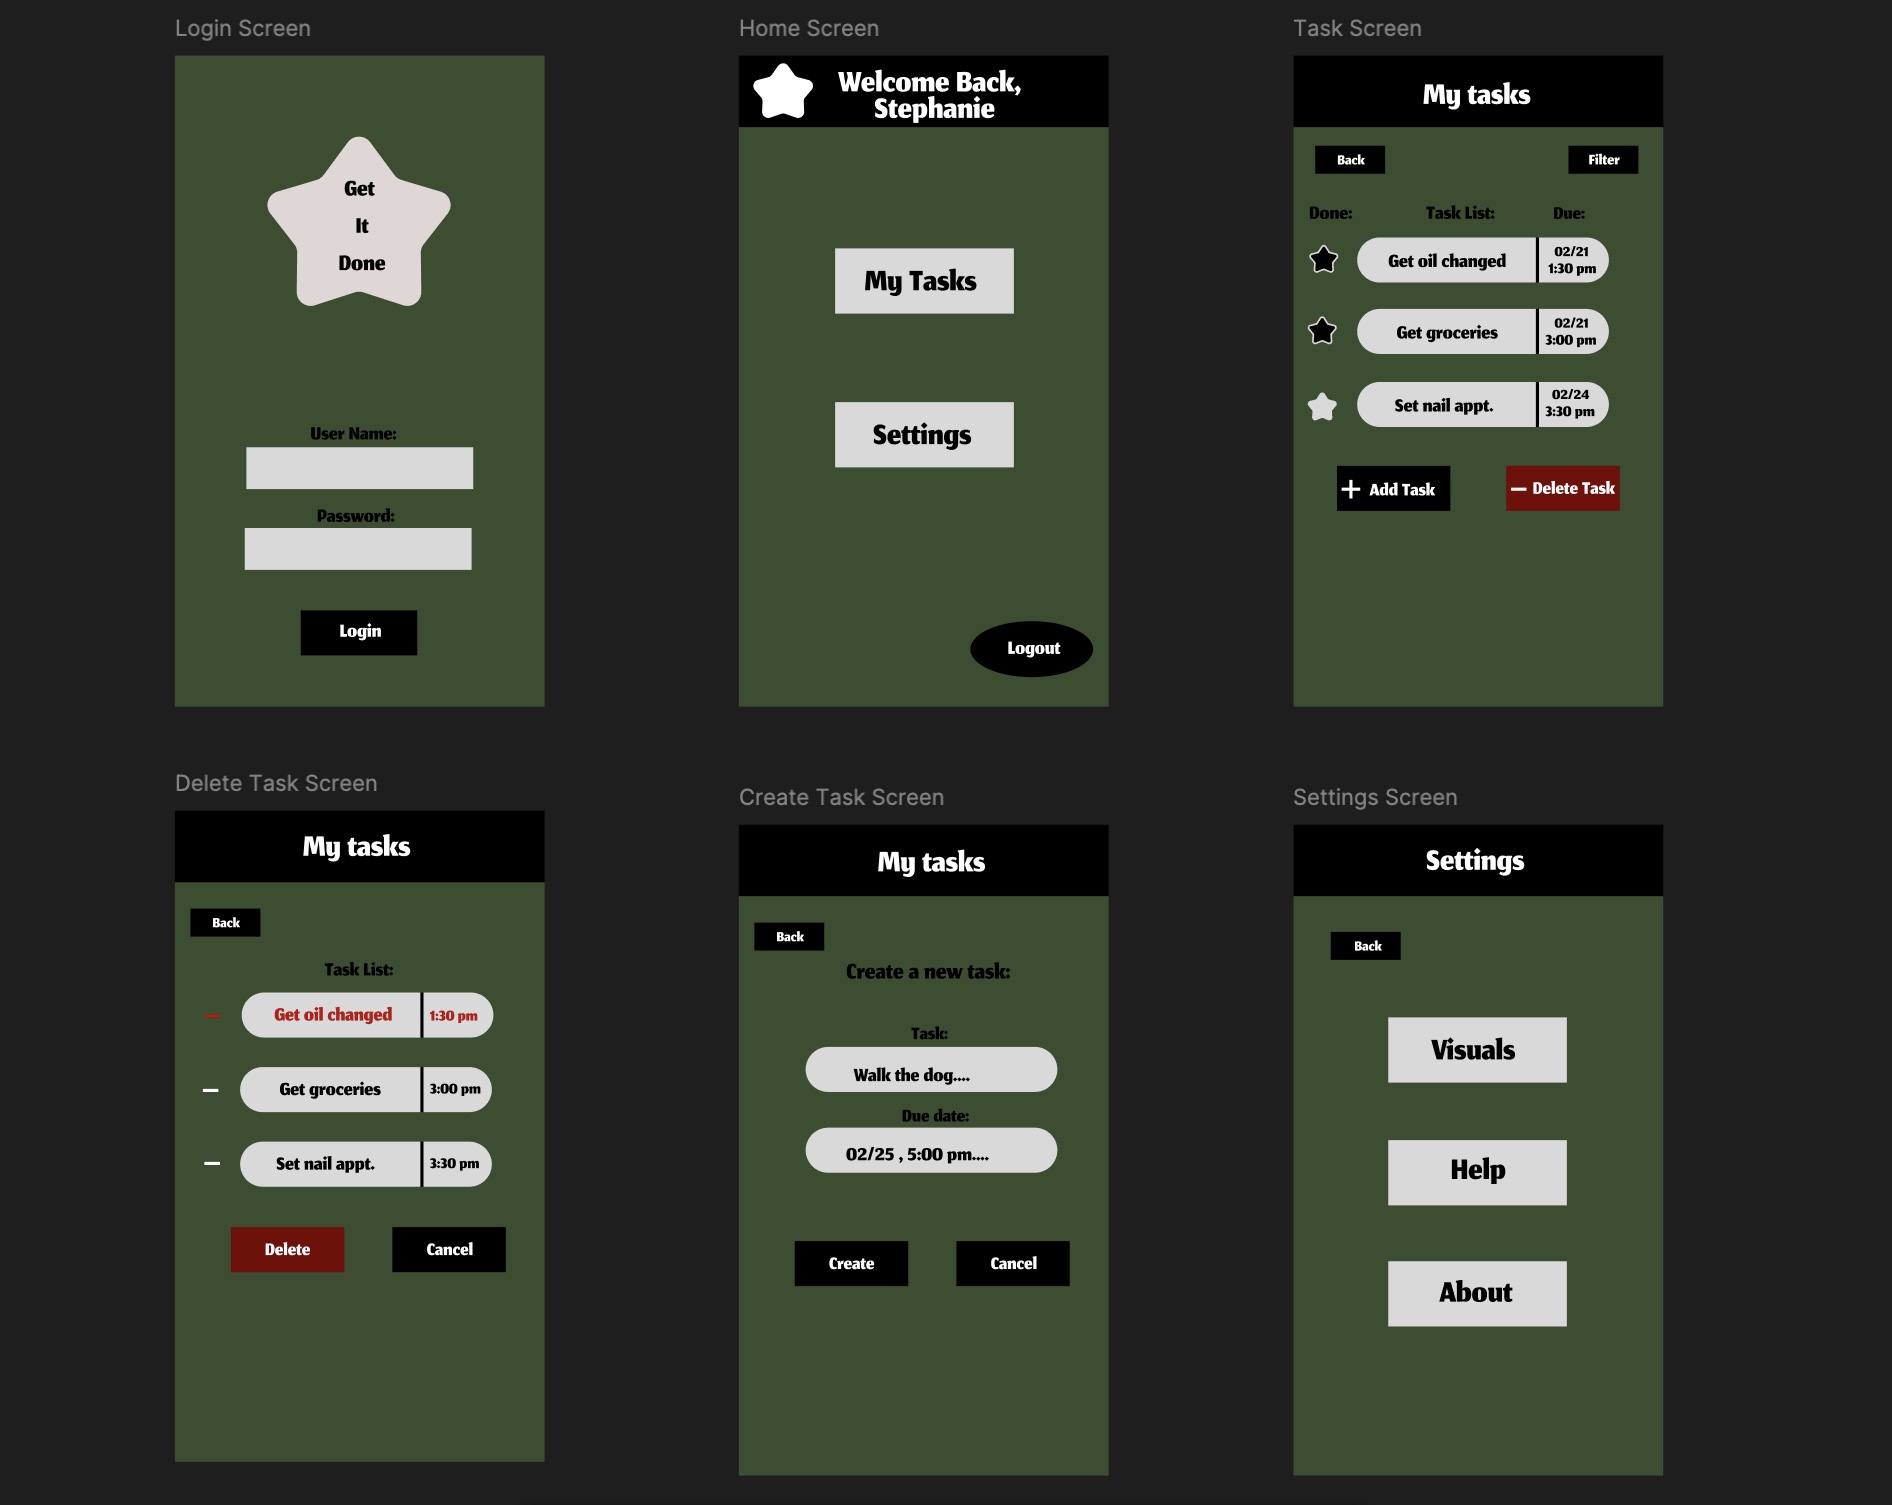 Login Screen
Get
It
Done
User Name:
Password:
Login
Home Screen
Welcome Back,
Stephanie
My Tasks
Settings
Logout
Task Screen
My tasks
Back
Filter
Done:
Task List:
Due:
Get oil changed
02/21
1:30 pm
Get groceries
02/21
3:00 pm
Set nail appt.
02/24
3:30 pm
+ Add Task
− Delete Task
Delete Task Screen
My tasks
Back
Task List:
Get oil changed
1:30 pm
Get groceries
3:00 pm
Set nail appt.
3:30 pm
Delete
Cancel
Create Task Screen
My tasks
Back
Create a new task:
Task:
Walk the dog....
Due date:
02/25 , 5:00 pm....
Create
Cancel
Settings Screen
Settings
Back
Visuals
Help
About